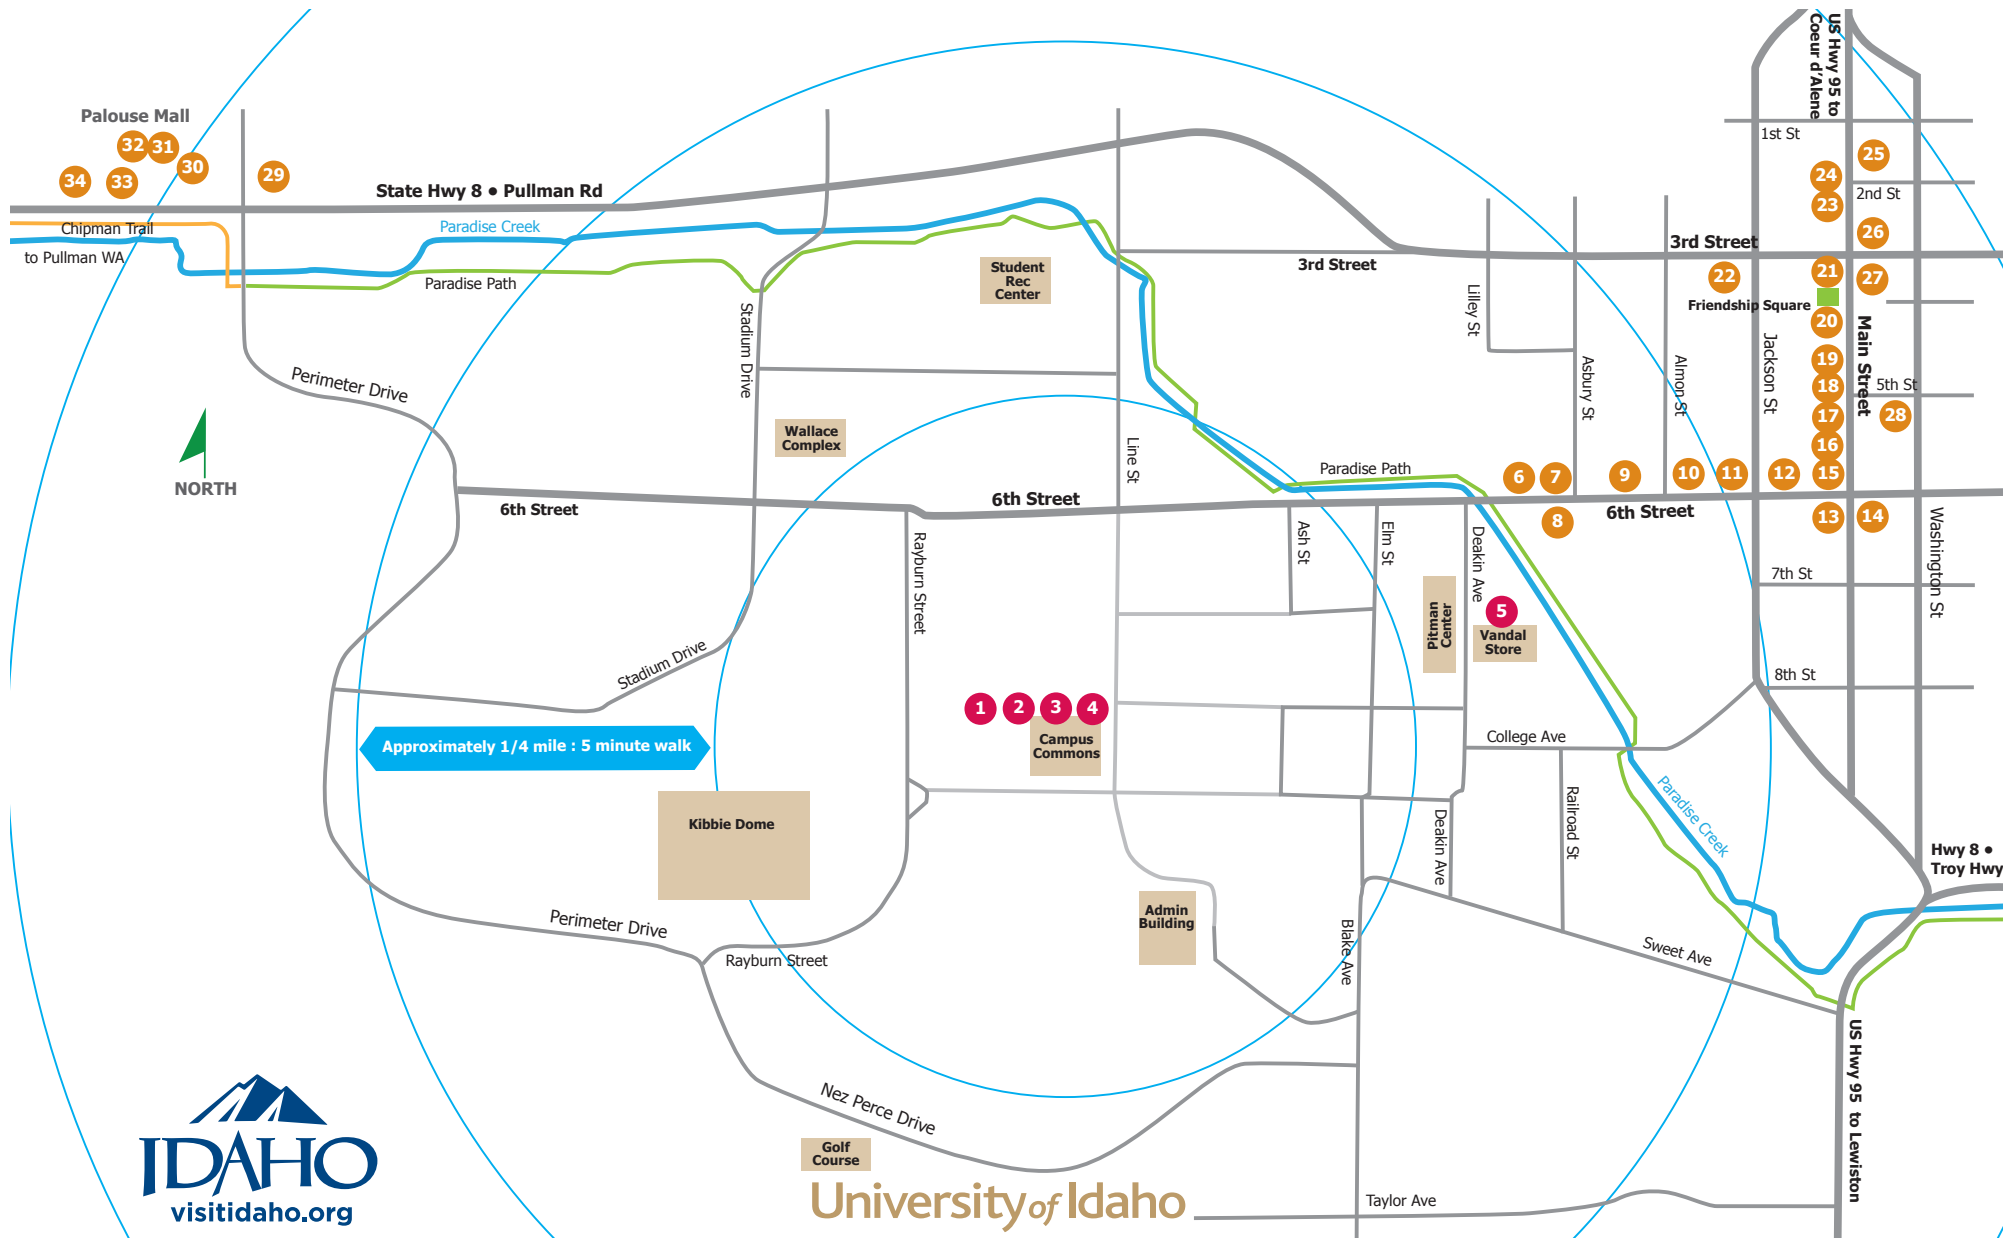 US Hwy 95 to
Coeur d'Alene
Palouse Mall
32
31
30
34
33
29
1st St
25
24
2nd St
23
State Hwy 8 • Pullman Rd
Chipman Trail
to Pullman WA
Paradise Creek
Paradise Path
26
3rd Street
3rd Street
22
21
27
Friendship Square
20
Student
Rec
Center
Lilley St
Stadium Drive
Main Street
Jackson St
Asbury St
Almon St
19
18
5th St
17
28
16
Perimeter Drive
NORTH
Wallace
Complex
Line St
Paradise Path
6
7
9
10
11
12
15
6th Street
6th Street
6th Street
8
13
14
Rayburn Street
Ash St
Elm St
Deakin Ave
Washington St
7th St
Pitman
Center
5
Vandal
Store
Stadium Drive
8th St
1
2
3
4
Campus
Commons
College Ave
Approximately 1/4 mile : 5 minute walk
Kibbie Dome
Railroad St
Deakin Ave
Paradise Creek
Hwy 8 •
Troy Hwy
Admin
Building
Perimeter Drive
Rayburn Street
Blake Ave
Sweet Ave
US Hwy 95 to Lewiston
Nez Perce Drive
Golf
Course
IDAHO
visitidaho.org
University of Idaho
Taylor Ave